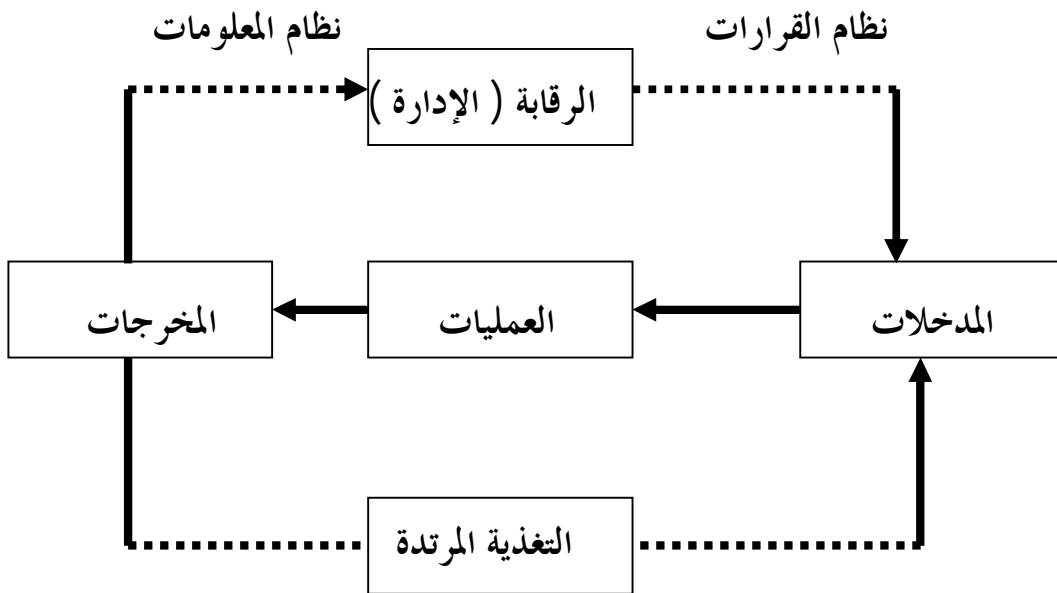 نظام القرارات
نظام المعلومات
الرقابة ( الإدارة )
المدخلات
العمليات
المخرجات
التغذية المرتدة